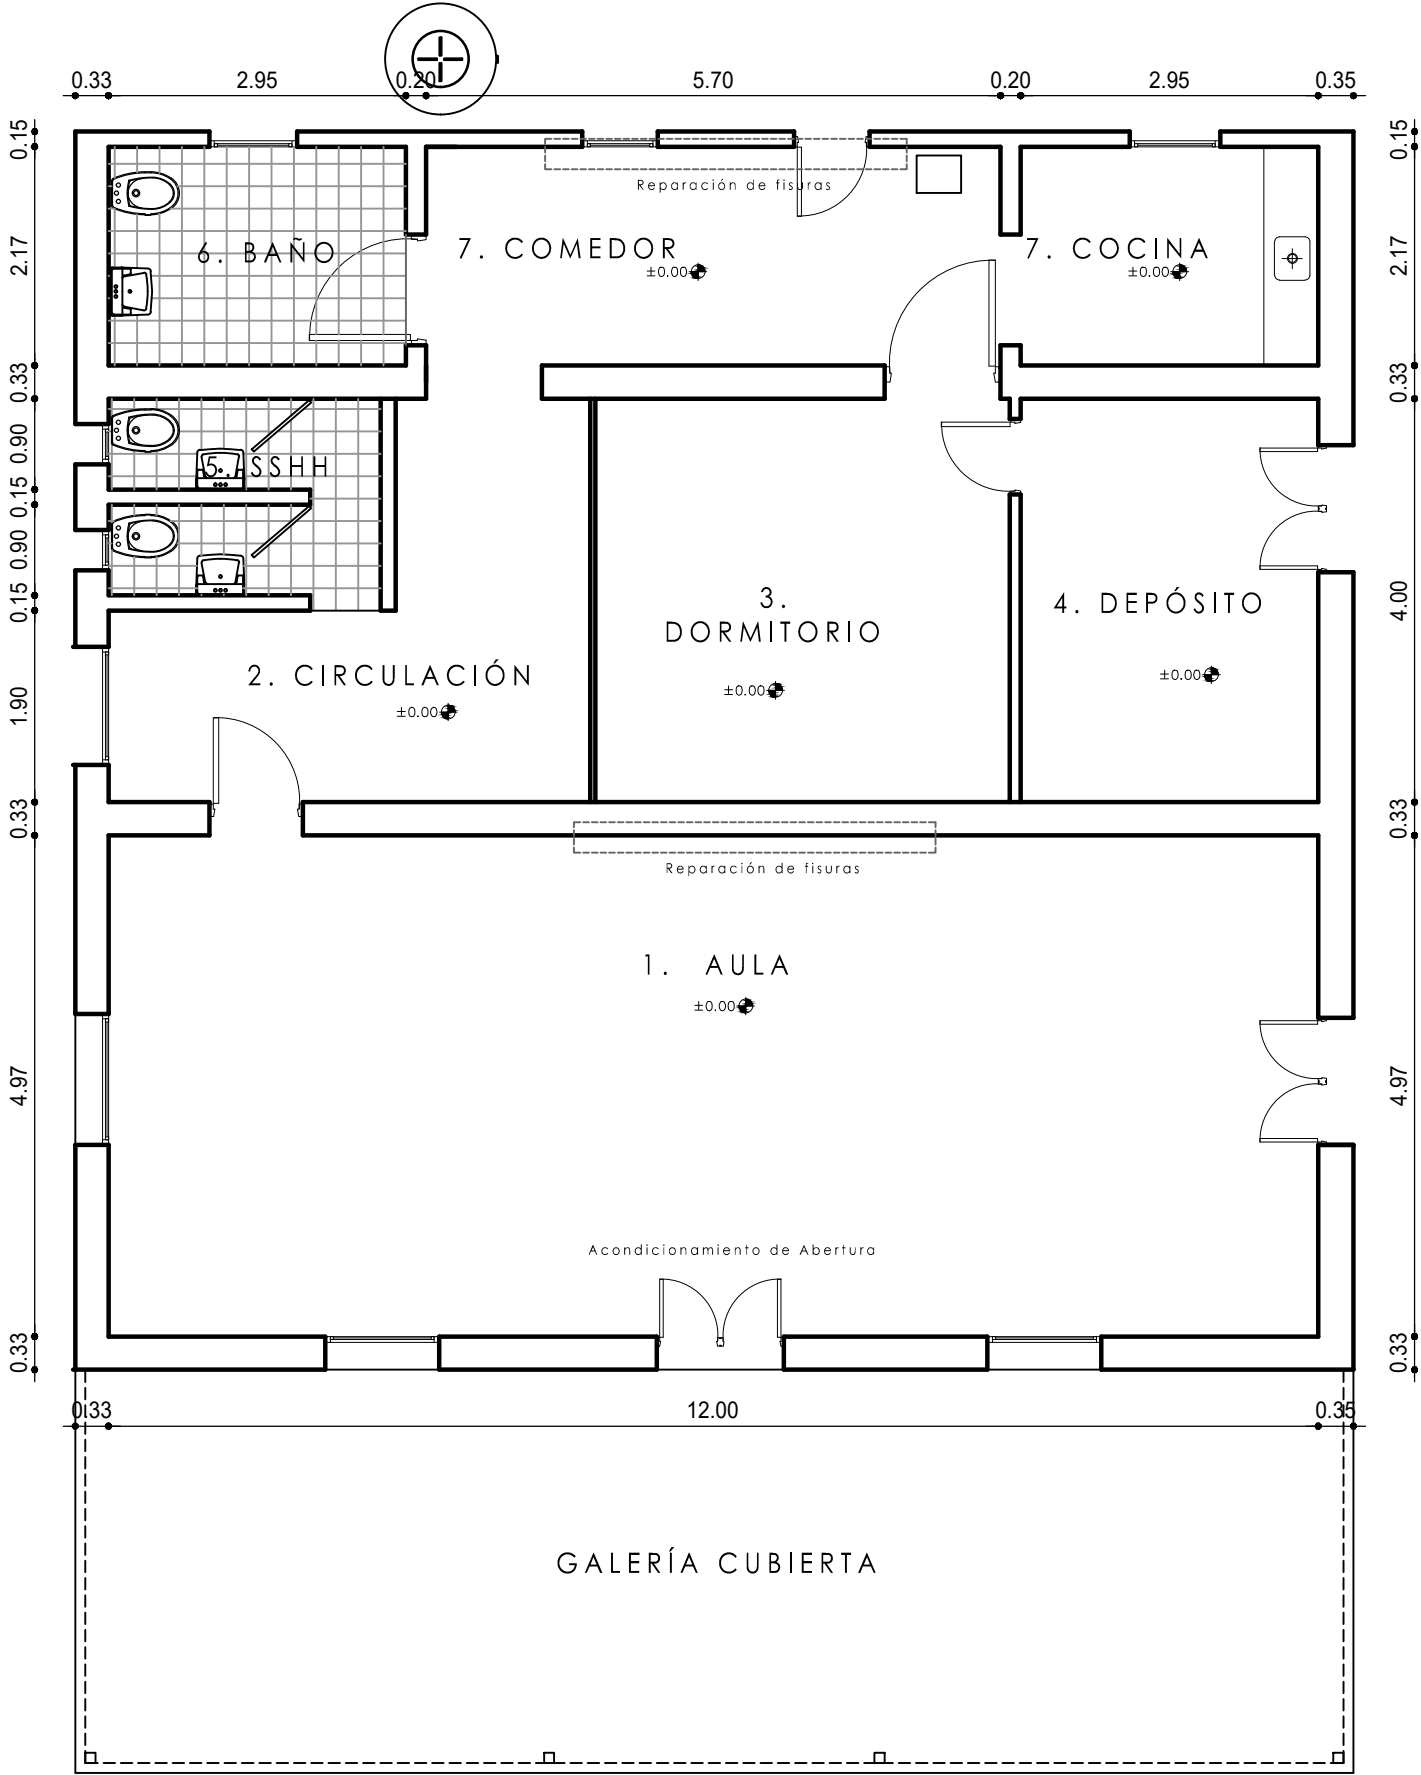 0.33 2.95 0.20 5.70 0.20 2.95 0.35
0.15
0.15
Reparación de fisuras
6. BAÑO
7. COMEDOR
7. COCINA
±0.00
±0.00
2.17
2.17
0.33
0.33
0.90
5. SSHH
0.15
0.90
0.15
3.
DORMITORIO
4. DEPÓSITO
4.00
2. CIRCULACIÓN
±0.00
±0.00
±0.00
1.90
0.33
0.33
Reparación de fisuras
1. AULA
±0.00
4.97
4.97
Acondicionamiento de Abertura
0.33
0.33
0.33 12.00 0.35
GALERÍA CUBIERTA